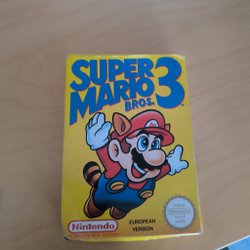 SUPER
MARIO 3
BROS.
Nintendo
EUROPEAN
VERSION